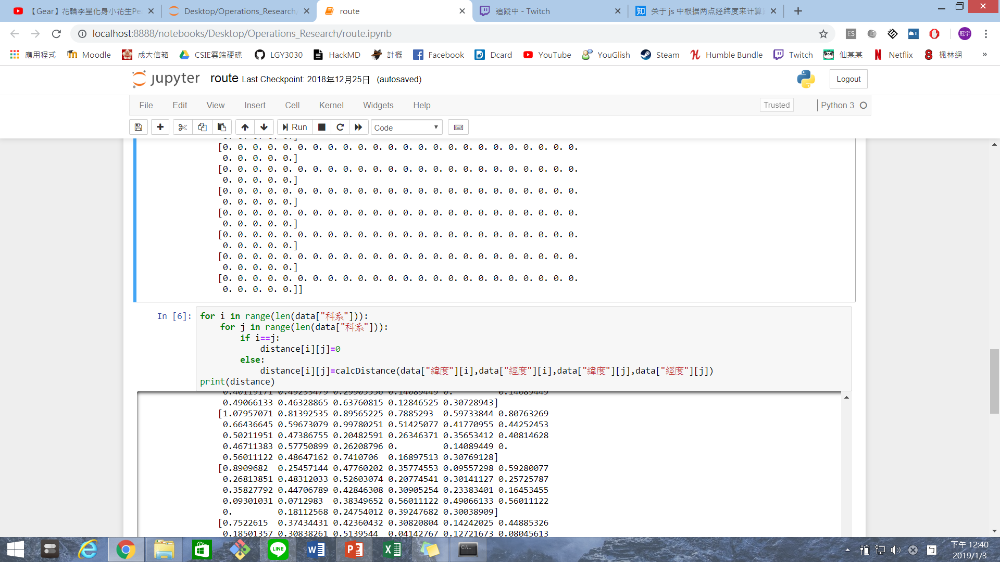 【Gear】花輪李星化身小花生Pe
Desktop/Operations_Research/
route
追蹤中 - Twitch
关于 js 中根据两点经纬度来计算
localhost:8888/notebooks/Desktop/Operations_Research/route.ipynb
ES
IL
冠宇
應用程式
Moodle
成大信箱
CSIE雲端硬碟
LGY3030
HackMD
計概
Facebook
Dcard
YouTube
YouGlish
Steam
Humble Bundle
Twitch
仙某某
Netflix
楓林網
»
jupyter route Last Checkpoint: 2018年12月25日 (autosaved)
Logout
File Edit View Insert Cell Kernel Widgets Help
Trusted
Python 3
Run
Code
[0. 0. 0. 0. 0. 0. 0. 0. 0. 0. 0. 0. 0. 0. 0. 0. 0. 0. 0. 0. 0. 0. 0. 0.
0. 0. 0. 0. 0.]
[0. 0. 0. 0. 0. 0. 0. 0. 0. 0. 0. 0. 0. 0. 0. 0. 0. 0. 0. 0. 0. 0. 0. 0.
0. 0. 0. 0. 0.]
[0. 0. 0. 0. 0. 0. 0. 0. 0. 0. 0. 0. 0. 0. 0. 0. 0. 0. 0. 0. 0. 0. 0. 0.
0. 0. 0. 0. 0.]
[0. 0. 0. 0. 0. 0. 0. 0. 0. 0. 0. 0. 0. 0. 0. 0. 0. 0. 0. 0. 0. 0. 0. 0.
0. 0. 0. 0. 0.]
[0. 0. 0. 0. 0. 0. 0. 0. 0. 0. 0. 0. 0. 0. 0. 0. 0. 0. 0. 0. 0. 0. 0. 0.
0. 0. 0. 0. 0.]
[0. 0. 0. 0. 0. 0. 0. 0. 0. 0. 0. 0. 0. 0. 0. 0. 0. 0. 0. 0. 0. 0. 0. 0.
0. 0. 0. 0. 0.]
[0. 0. 0. 0. 0. 0. 0. 0. 0. 0. 0. 0. 0. 0. 0. 0. 0. 0. 0. 0. 0. 0. 0. 0.
0. 0. 0. 0. 0.]]
In [6]:
for i in range(len(data["科系"])):
    for j in range(len(data["科系"])):
        if i==j:
            distance[i][j]=0
        else:
            distance[i][j]=calcDistance(data["緯度"][i],data["經度"][i],data["緯度"][j],data["經度"][j])
print(distance)
0.40119171 0.49233479 0.29905556 0.14089449 0. 0.14089449
0.49066133 0.46328865 0.63760815 0.12846525 0.30728943]
[1.07957071 0.81392535 0.89565225 0.7885293 0.59733844 0.80763269
0.66436645 0.59673079 0.99780251 0.51425077 0.41770955 0.44252453
0.50211951 0.47386755 0.20482591 0.26346371 0.35653412 0.40814628
0.46711383 0.57750899 0.26208796 0. 0.14089449 0.
0.56011122 0.48647162 0.7410706 0.16897513 0.30769128]
[0.8909682 0.25457144 0.47760202 0.35774553 0.09557298 0.59280077
0.26813851 0.48312033 0.52603074 0.20774541 0.30141127 0.25725787
0.35827792 0.44706789 0.42846308 0.30905254 0.23383401 0.16453455
0.09301031 0.0712983 0.38349652 0.56011122 0.49066133 0.56011122
0. 0.18112568 0.24754012 0.39247682 0.30038909]
[0.7522615 0.37434431 0.42360432 0.30820804 0.14242025 0.44885326
0.18501357 0.30838261 0.5139544 0.04142767 0.12721673 0.08045613
LINE
下午 12:40
2019/1/3